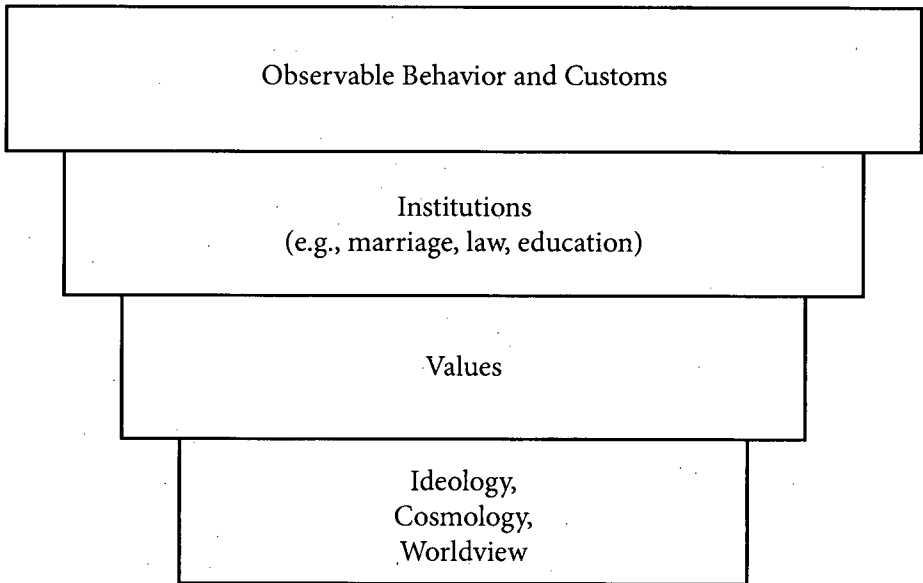 Observable Behavior and Customs
Institutions
(e.g., marriage, law, education)
Values
Ideology,
Cosmology,
Worldview